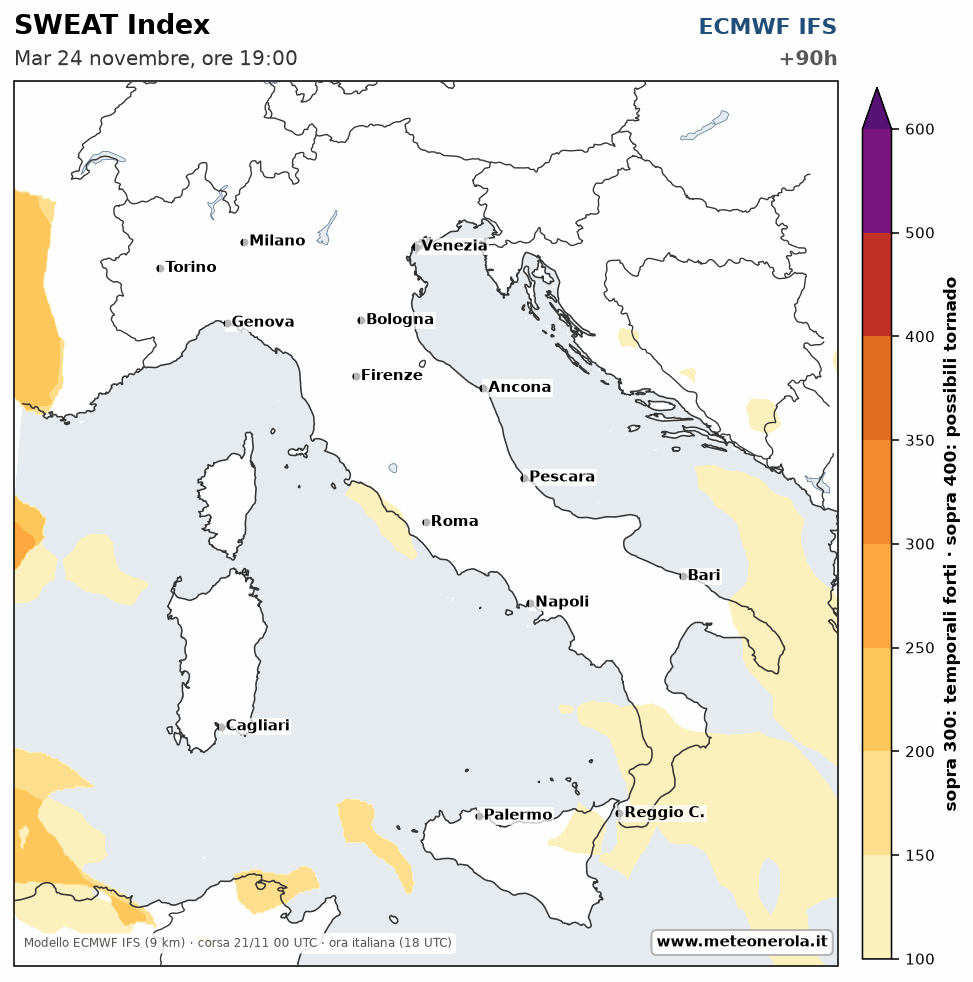 SWEAT Index
ECMWF IFS
Mar 24 novembre, ore 19:00
+90h
600
500
400
350
300
250
200
150
100
sopra 300: temporali forti · sopra 400: possibili tornado
Milano
Venezia
Torino
Genova
Bologna
Firenze
Ancona
Pescara
Roma
Bari
Napoli
Cagliari
Palermo
Reggio C.
Modello ECMWF IFS (9 km) · corsa 21/11 00 UTC · ora italiana (18 UTC)
www.meteonerola.it